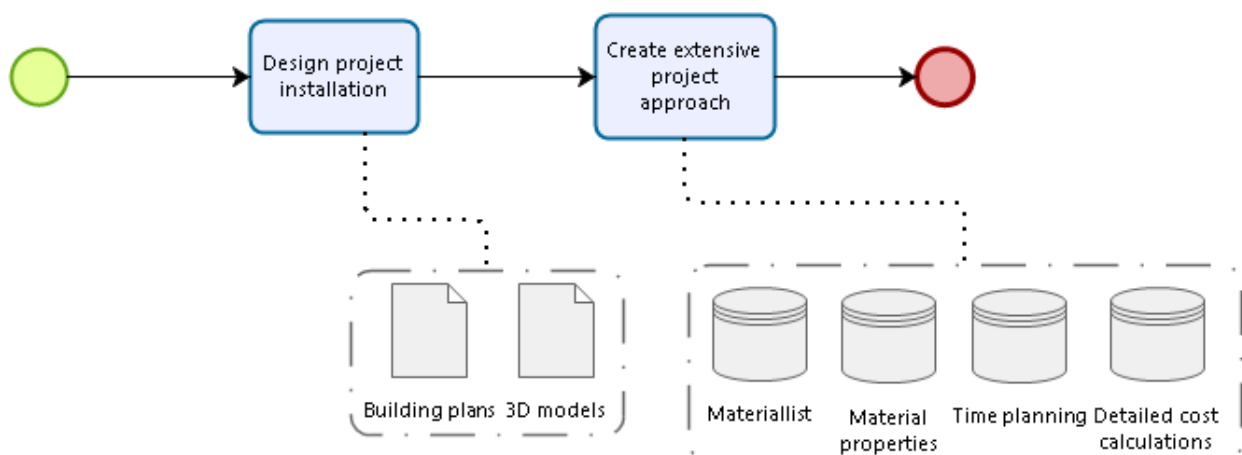 Design project
installation
Create extensive
project
approach
Building plans
3D models
Materiallist
Material
properties
Time planning
Detailed cost
calculations